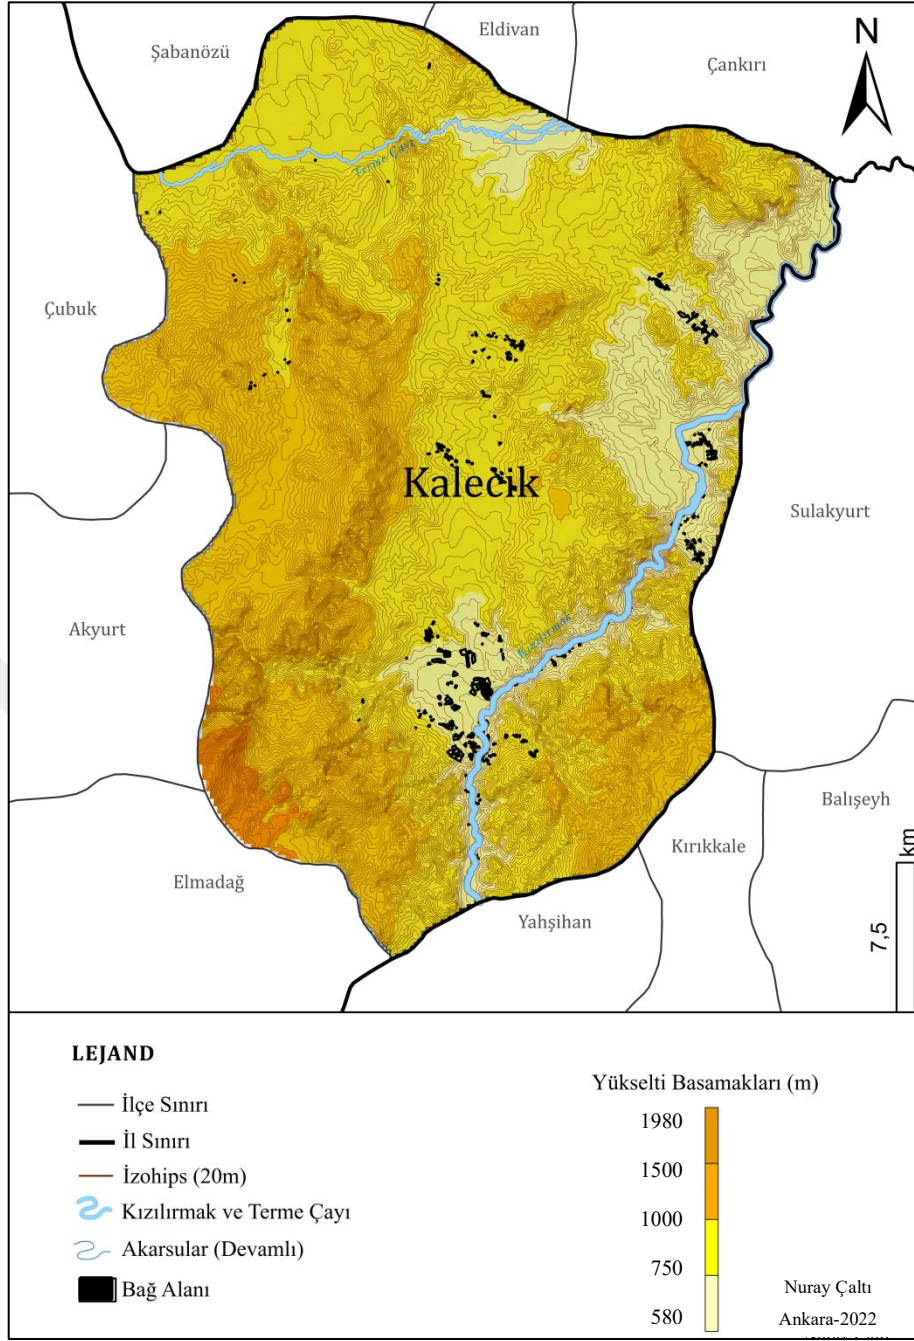 Eldivan
N
Şabanözü
Çankırı
Terme Çayı
Çubuk
Kalecik
Sulakyurt
Akyurt
Kızılırmak
Balışeyh
Kırıkkale
km
Elmadağ
Yahşihan
7,5
LEJAND
Yükselti Basamakları (m)
İlçe Sınırı
1980
İl Sınırı
1500
İzohips (20m)
Kızılırmak ve Terme Çayı
1000
Akarsular (Devamlı)
750
Bağ Alanı
Nuray Çaltı
580
Ankara-2022